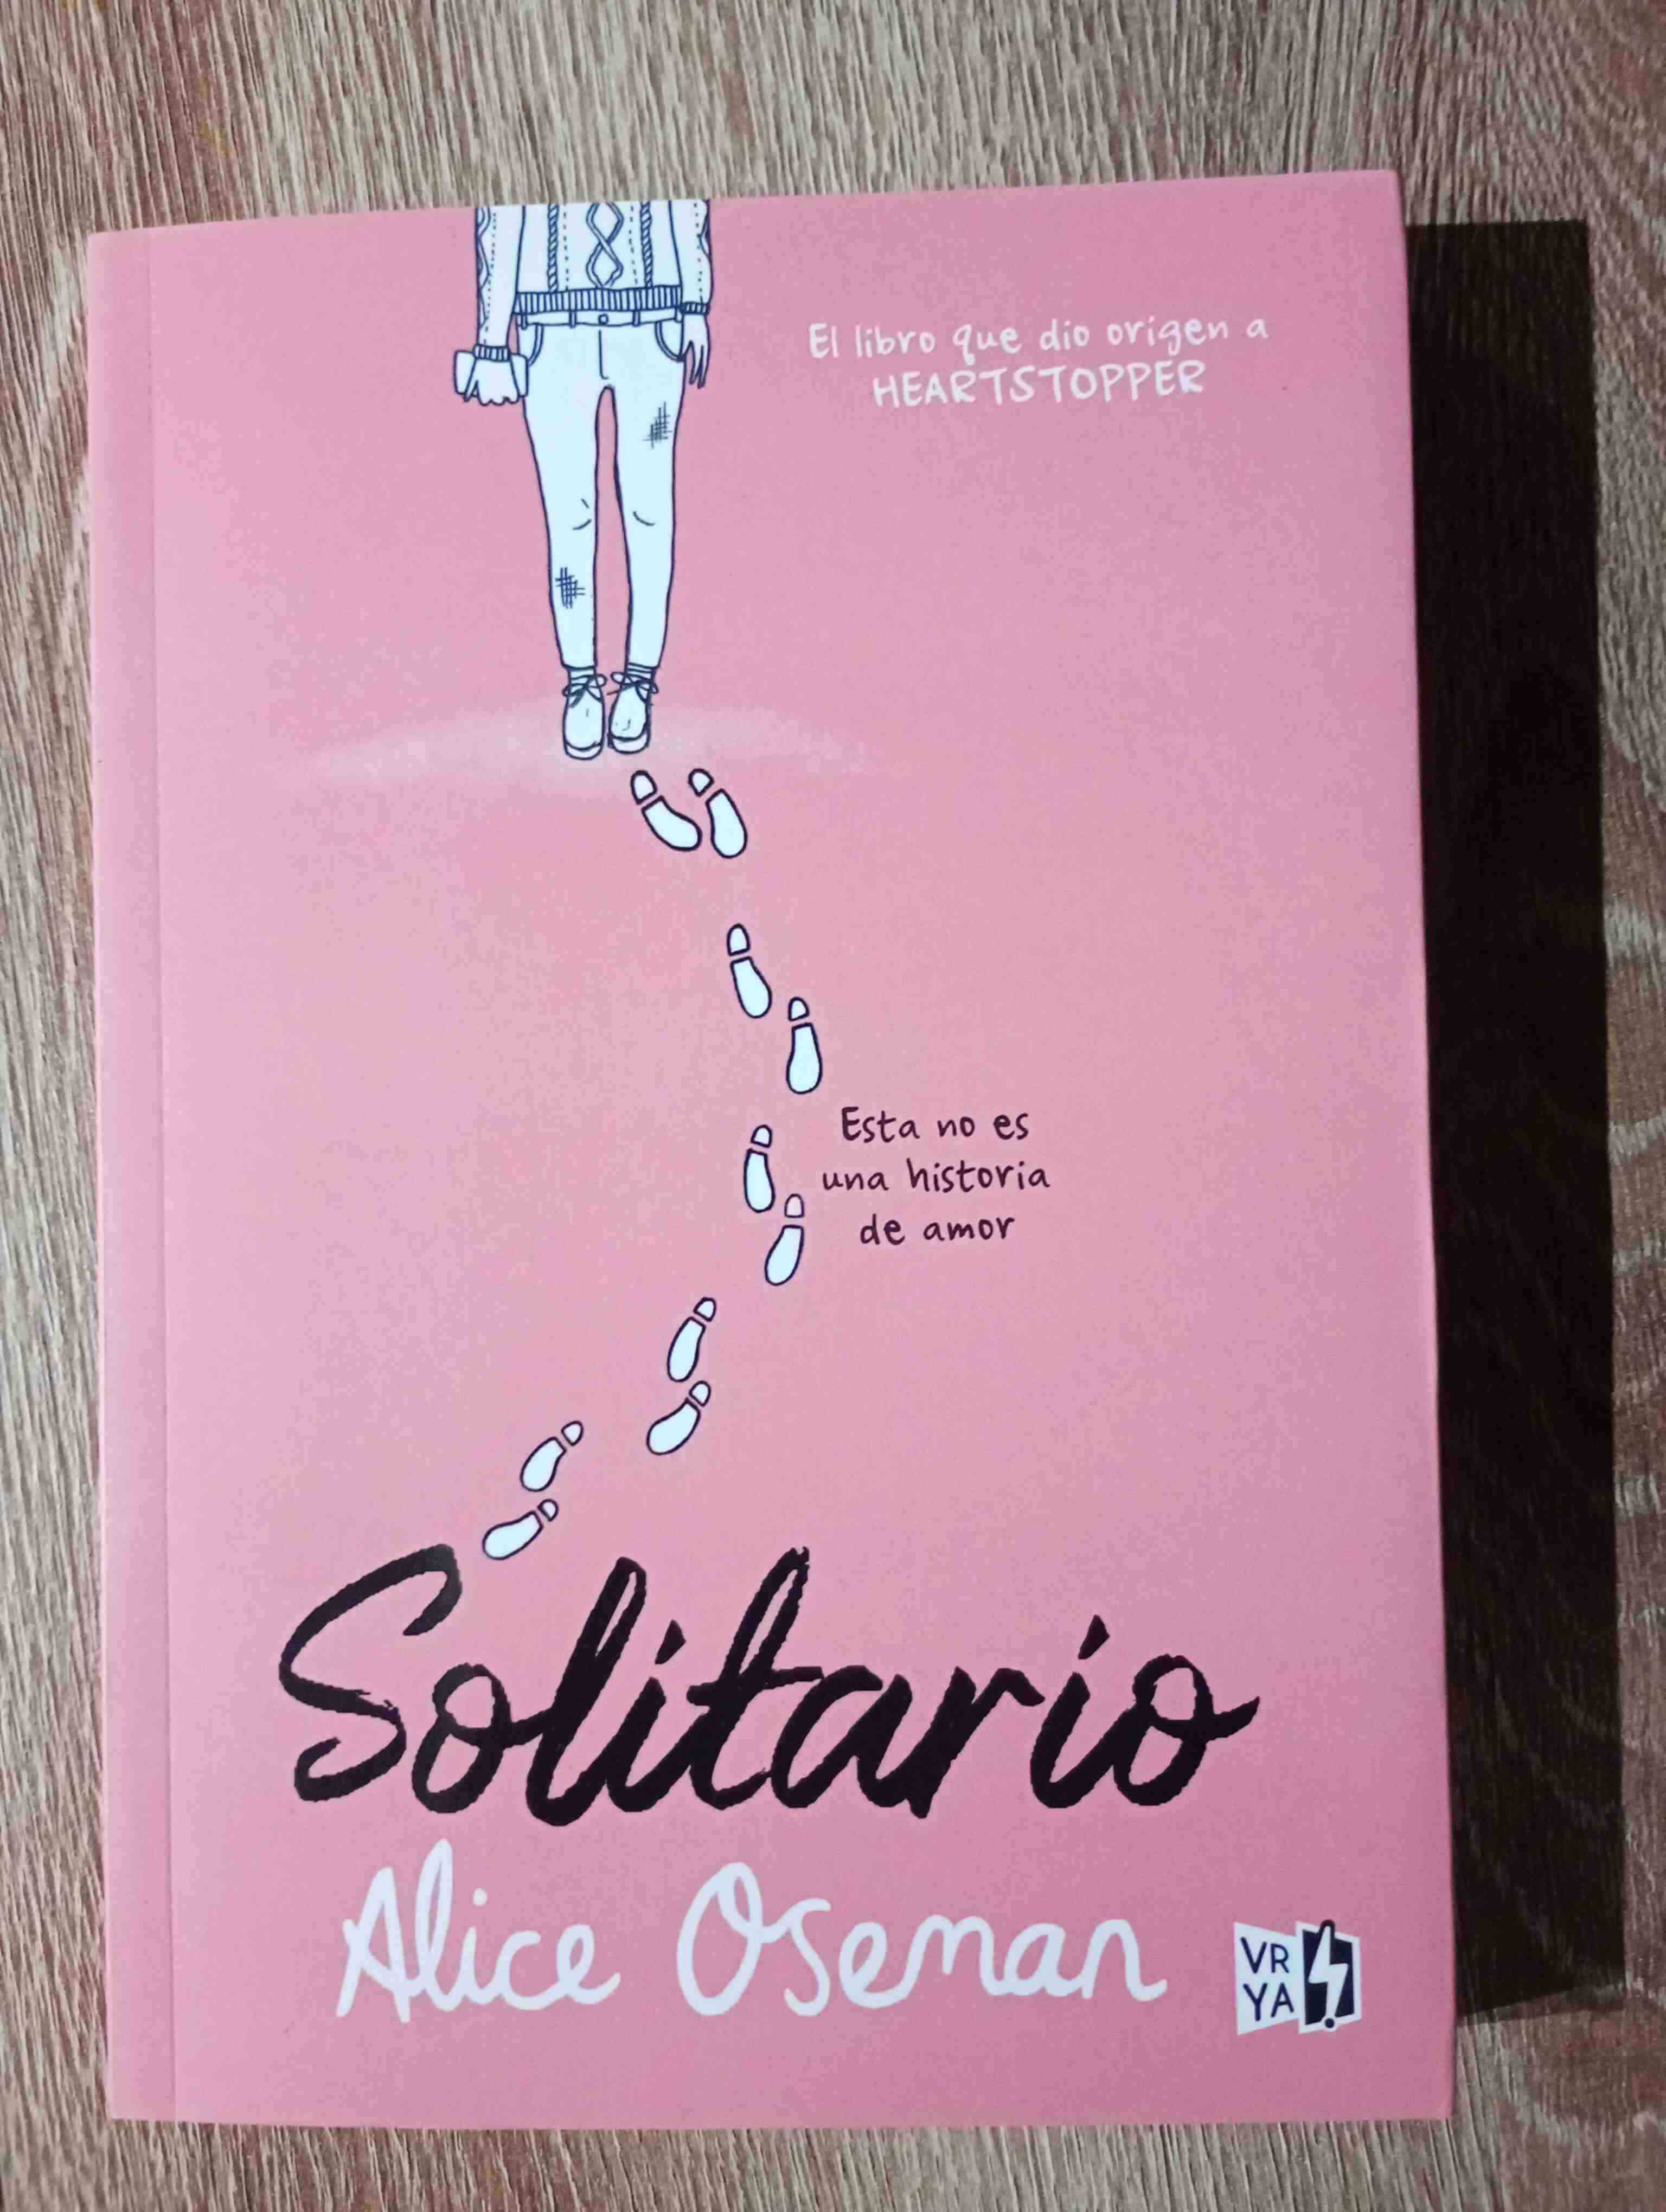 El libro que dio origen a
HEARTSTOPPER
Esta no es
una historia
de amor
Solitario
Alice Oseman
VR
YA